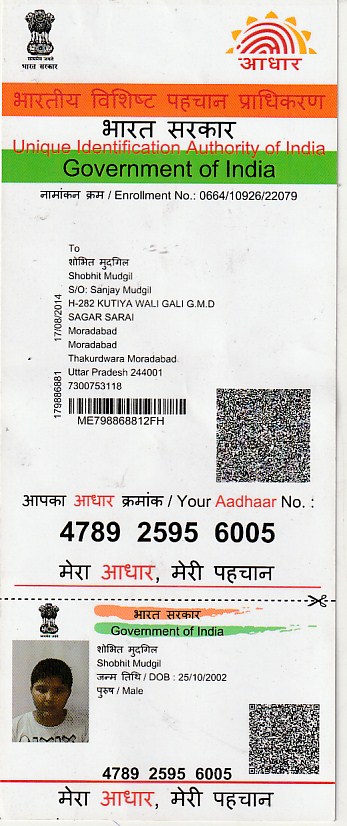 सत्यमेव जयते
भारत सरकार
आधार
भारतीय विशिष्ट पहचान प्राधिकरण
भारत सरकार
Unique Identification Authority of India
Government of India
नामांकन क्रम / Enrollment No.: 0664/10926/22079
To
शोभित मुदगिल
Shobhit Mudgil
S/O: Sanjay Mudgil
H-282 KUTIYA WALI GALI G.M.D
SAGAR SARAI
Moradabad
Moradabad
Thakurdwara Moradabad
Uttar Pradesh 244001
7300753118
179886881 17/08/2014
ME798868812FH
आपका आधार क्रमांक / Your Aadhaar No. :
4789 2595 6005
मेरा आधार, मेरी पहचान
भारत सरकार
Government of India
शोभित मुदगिल
Shobhit Mudgil
जन्म तिथि / DOB : 25/10/2002
पुरुष / Male
4789 2595 6005
मेरा आधार, मेरी पहचान